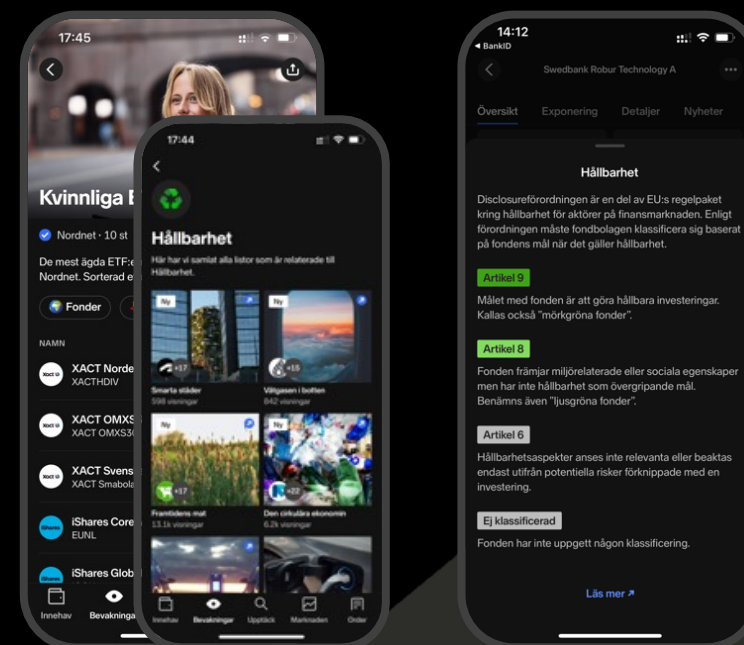 17:45
Kvinnliga
Nordnet · 10 st
De mest ägda
Nordnet. Sorterad
Fonder
NAMN
XACT
XACTHDIV
XACT
XACT
XACT
XACT Smabola
iShares Core
EUNL
iShares
Innehav
17:44
Hållbarhet
Här har vi samlat alla listor som är relaterade till
Hållbarhet.
Ny
+17
Smarta städer
598 visningar
Ny
+15
Vätgasen i botten
842 visningar
Ny
+17
Framtidens mat
13.1k visningar
Ny
+22
Den cirkulära ekonomin
6.2k visningar
Innehav
Bevakningar
Upptäck
Marknaden
Order
14:12
BankID
Swedbank Robur Technology A
Översikt
Exponering
Detaljer
Nyheter
Hållbarhet
Disclosureförordningen är en del av EU:s regelpaket
kring hållbarhet för aktörer på finansmarknaden. Enligt
förordningen måste fondbolagen klassificera sig baserat
på fondens mål när det gäller hållbarhet.
Artikel 9
Målet med fonden är att göra hållbara investeringar.
Kallas också ”mörkgröna fonder”.
Artikel 8
Fonden främjar miljörelaterade eller sociala egenskaper
men har inte hållbarhet som övergripande mål.
Benämns även ”ljusgröna fonder”.
Artikel 6
Hållbarhetsaspekter anses inte relevanta eller beaktas
endast utifrån potentiella risker förknippade med en
investering.
Ej klassificerad
Fonden har inte uppgett någon klassificering.
Läs mer